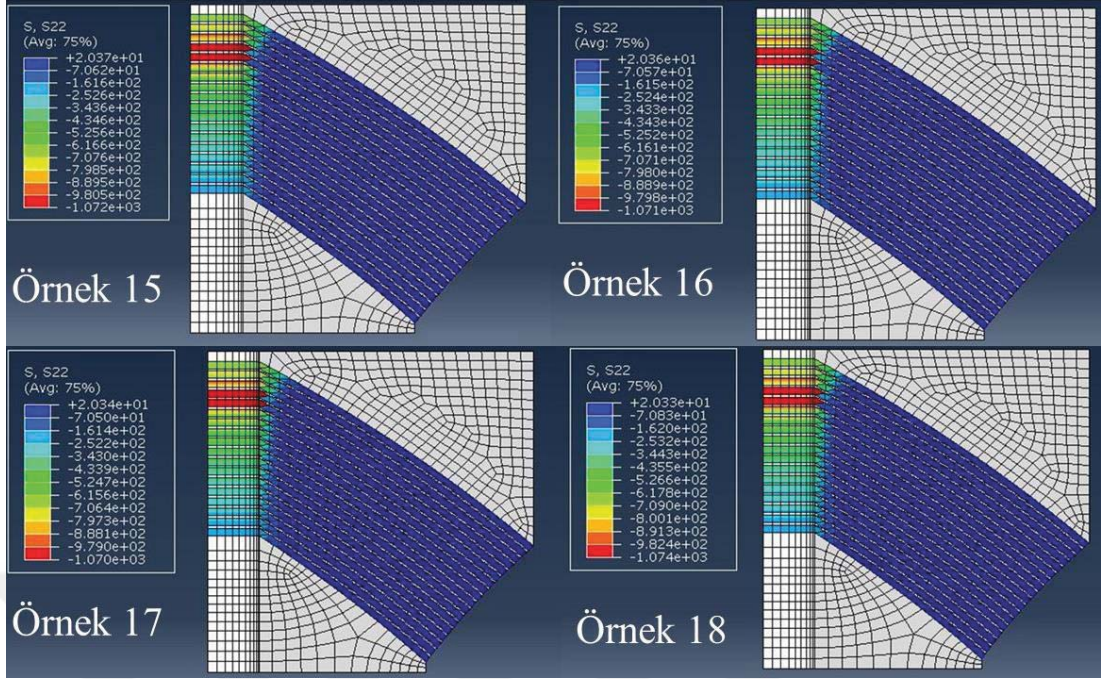 S, S22
(Avg: 75%)
+2.037e+01
-7.062e+01
-1.616e+02
-2.526e+02
-3.436e+02
-4.346e+02
-5.256e+02
-6.166e+02
-7.076e+02
-7.985e+02
-8.895e+02
-9.805e+02
-1.072e+03
Örnek 15
S, S22
(Avg: 75%)
+2.036e+01
-7.057e+01
-1.615e+02
-2.524e+02
-3.433e+02
-4.343e+02
-5.252e+02
-6.161e+02
-7.071e+02
-7.980e+02
-8.889e+02
-9.798e+02
-1.071e+03
Örnek 16
S, S22
(Avg: 75%)
+2.034e+01
-7.050e+01
-1.614e+02
-2.522e+02
-3.430e+02
-4.339e+02
-5.247e+02
-6.156e+02
-7.064e+02
-7.973e+02
-8.881e+02
-9.790e+02
-1.070e+03
Örnek 17
S, S22
(Avg: 75%)
+2.033e+01
-7.083e+01
-1.620e+02
-2.532e+02
-3.443e+02
-4.355e+02
-5.266e+02
-6.178e+02
-7.090e+02
-8.001e+02
-8.913e+02
-9.824e+02
-1.074e+03
Örnek 18